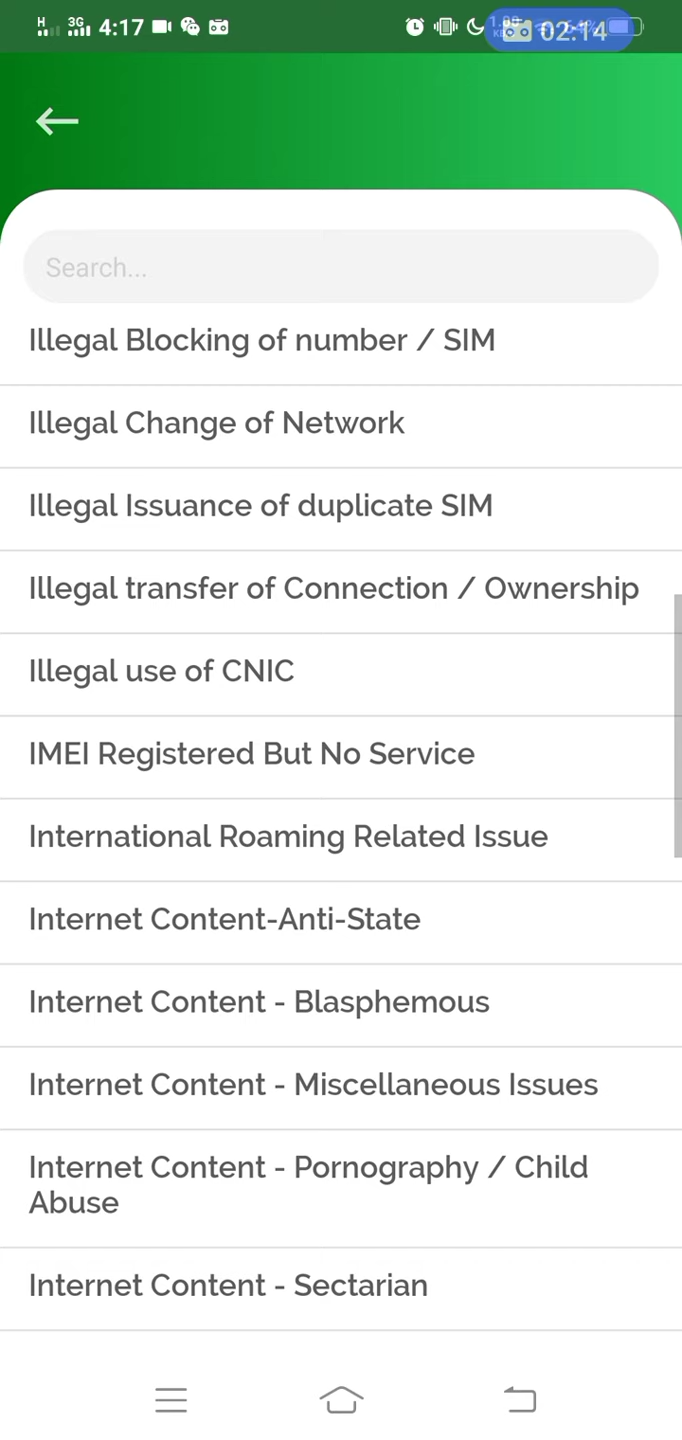 H 3G 4:17 02:14
Search...
Illegal Blocking of number / SIM
Illegal Change of Network
Illegal Issuance of duplicate SIM
Illegal transfer of Connection / Ownership
Illegal use of CNIC
IMEI Registered But No Service
International Roaming Related Issue
Internet Content-Anti-State
Internet Content - Blasphemous
Internet Content - Miscellaneous Issues
Internet Content - Pornography / Child
Abuse
Internet Content - Sectarian